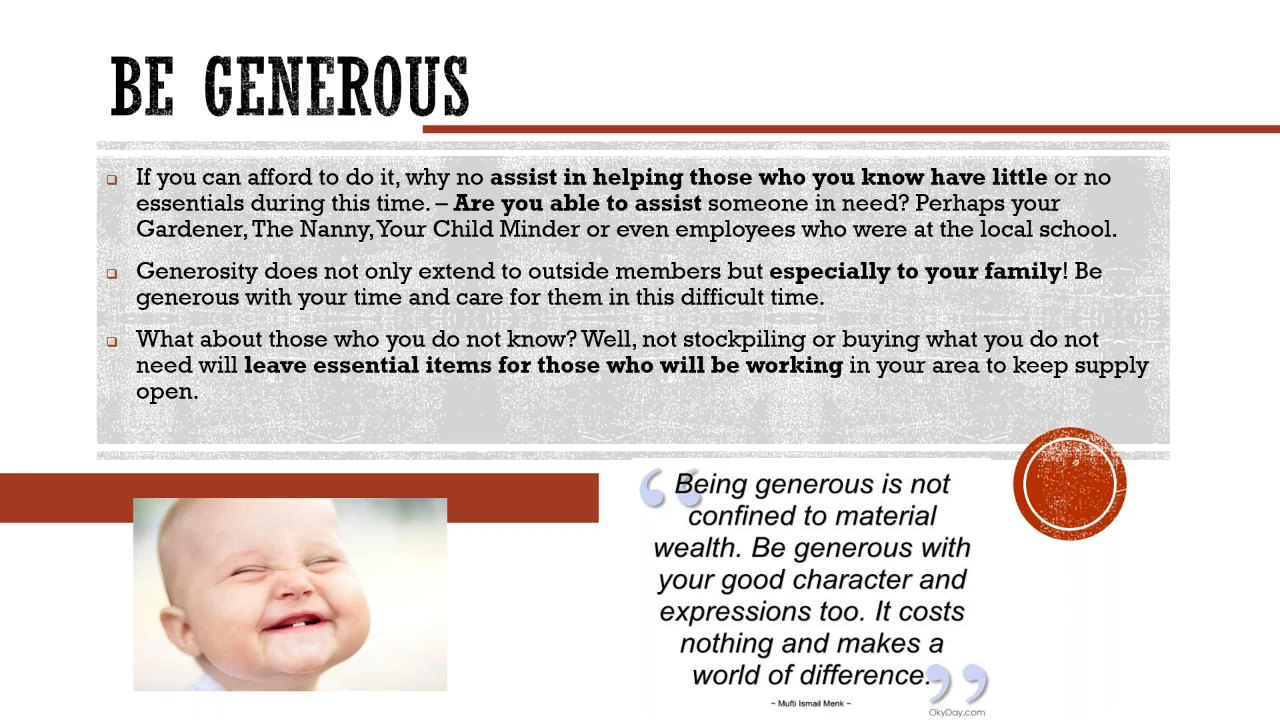 BE GENEROUS
If you can afford to do it, why no assist in helping those who you know have little or no
essentials during this time. – Are you able to assist someone in need? Perhaps your
Gardener, The Nanny, Your Child Minder or even employees who were at the local school.
Generosity does not only extend to outside members but especially to your family! Be
generous with your time and care for them in this difficult time.
What about those who you do not know? Well, not stockpiling or buying what you do not
need will leave essential items for those who will be working in your area to keep supply
open.
“Being generous is not
confined to material
wealth. Be generous with
your good character and
expressions too. It costs
nothing and makes a
world of difference.”
~ Mufti Ismail Menk ~
OkyDay.com